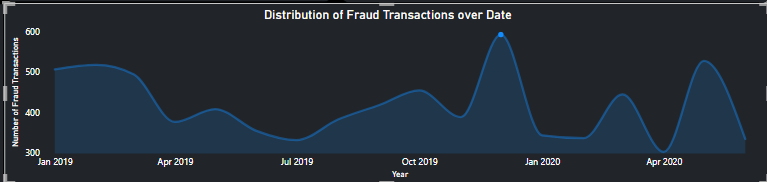 Distribution of Fraud Transactions over Date
Number of Fraud Transactions
600
500
400
300
Jan 2019
Apr 2019
Jul 2019
Oct 2019
Jan 2020
Apr 2020
Year